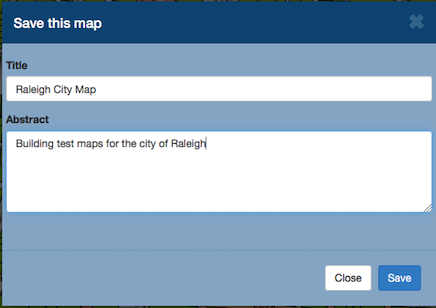 Save this map
Title
Raleigh City Map
Abstract
Building test maps for the city of Raleigh
Close
Save